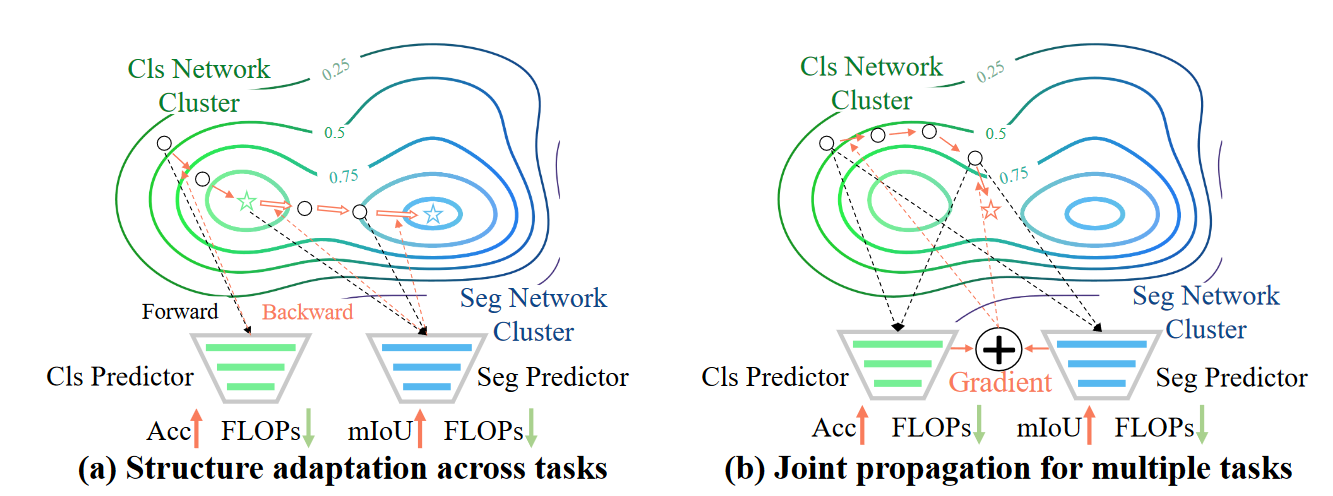 Cls Network
Cluster
0.25
0.5
0.75
Forward
Backward
Seg Network
Cluster
Cls Predictor
Seg Predictor
Acc
FLOPs
mIoU
FLOPs
(a) Structure adaptation across tasks
Cls Network
Cluster
0.25
0.5
0.75
Seg Network
Cluster
Cls Predictor
Gradient
Seg Predictor
Acc
FLOPs
mIoU
FLOPs
(b) Joint propagation for multiple tasks